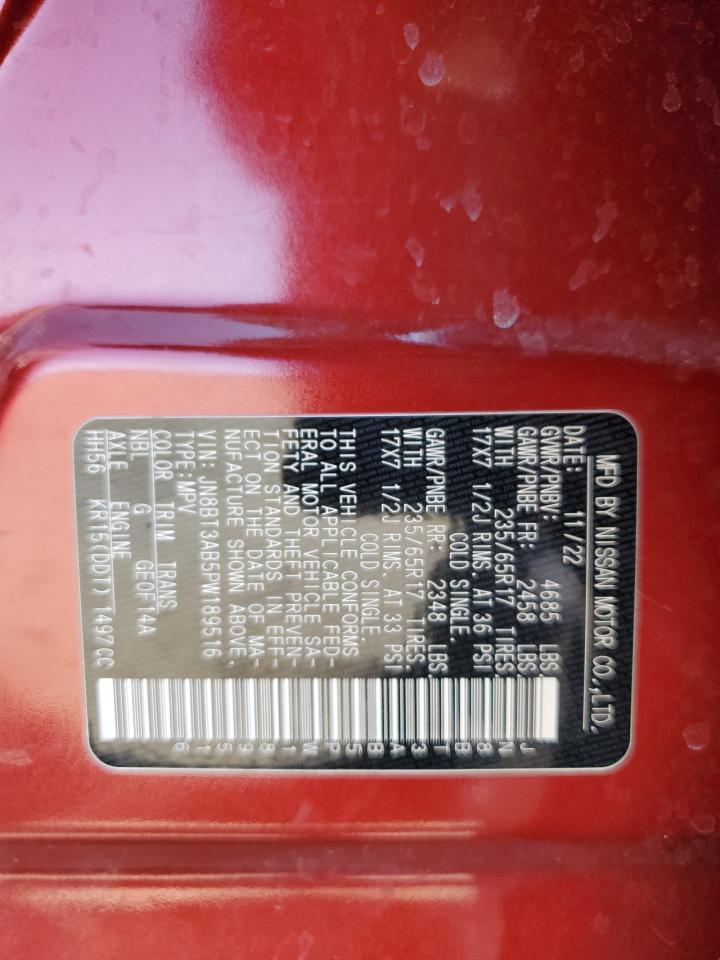 MFD BY NISSAN MOTOR CO.,LTD.
DATE: 11/22
GVWR/PNBV: 4685 LBS.
GAWR/PNBE FR: 2458 LBS.
WITH 235/65R17 TIRES,
17X7 1/2J RIMS. AT 36 PSI
COLD SINGLE
GAWR/PNBE RR: 2348 LBS.
WITH 235/65R17 TIRES,
17X7 1/2J RIMS. AT 33 PSI
COLD SINGLE
THIS VEHICLE CONFORMS
TO ALL APPLICABLE FED-
ERAL MOTOR VEHICLE SA-
FETY AND THEFT PREVEN-
TION STANDARDS IN EFF-
ECT ON THE DATE OF MA-
NUFACTURE SHOWN ABOVE,
VIN: JN8BT3AB5PW189516
TYPE: MPV
COLOR TRIM TRANS
NBL G GE0F14A
HH56
AXLE ENGINE
KR15(DDT) 1497CC
JN8BT3AB5PW189516